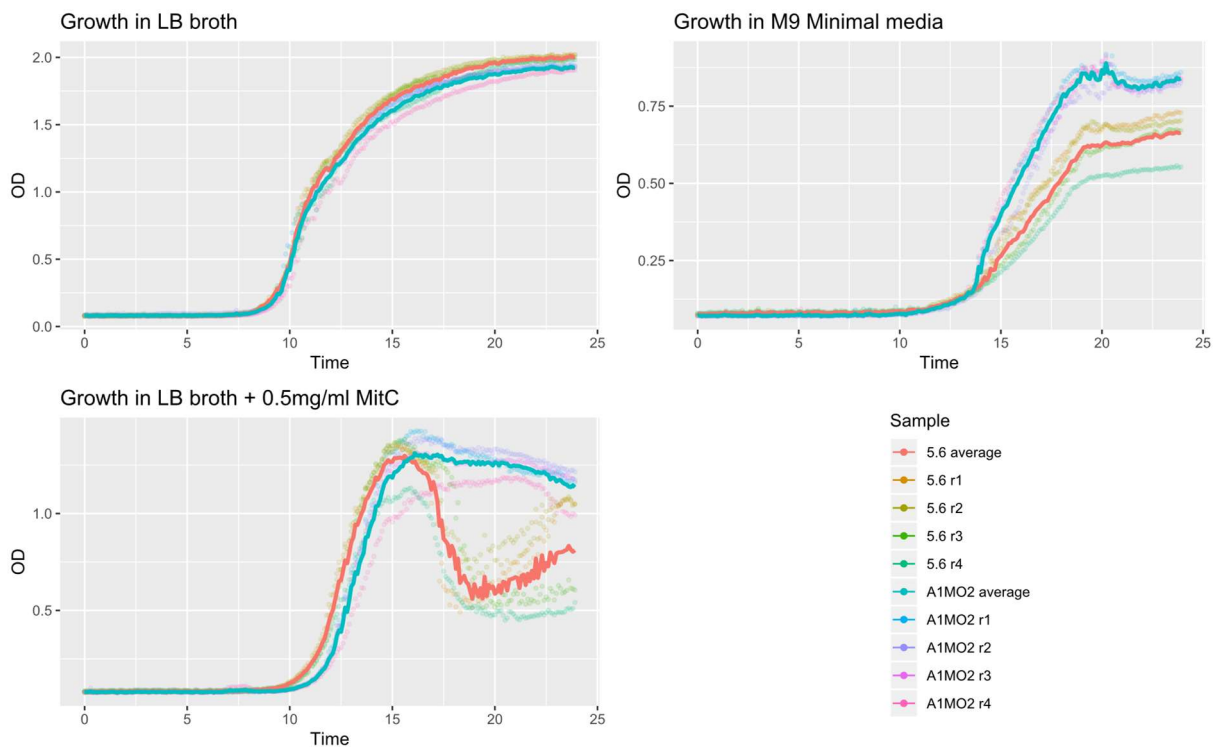 Growth in LB broth
2.0
1.5
1.0
0.5
0.0
OD
0
5
10
15
20
25
Time
Growth in M9 Minimal media
0.75
0.50
0.25
OD
0
5
10
15
20
25
Time
Growth in LB broth + 0.5mg/ml MitC
1.0
0.5
OD
0
5
10
15
20
25
Time
Sample
5.6 average
5.6 r1
5.6 r2
5.6 r3
5.6 r4
A1MO2 average
A1MO2 r1
A1MO2 r2
A1MO2 r3
A1MO2 r4